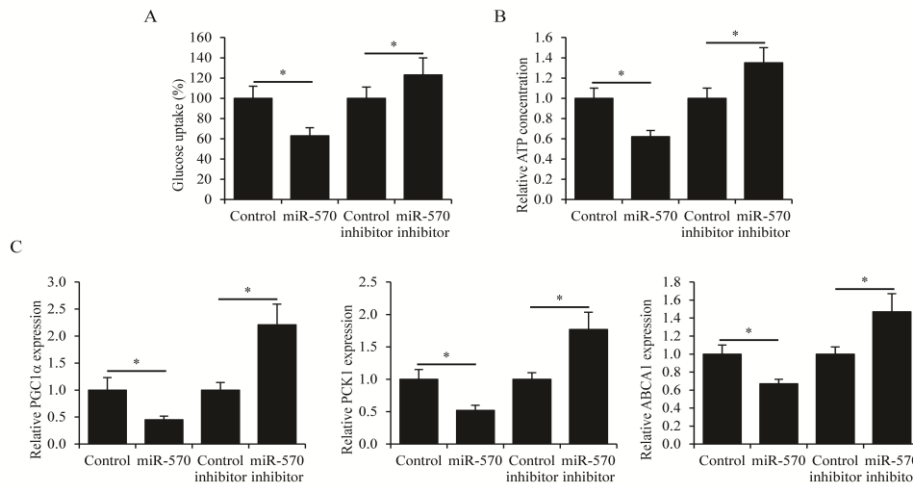 A
Glucose uptake (%)
160
140
120
100
80
60
40
20
0
*
*
Control miR-570 Control miR-570
inhibitor inhibitor
B
Relative ATP concentration
1.6
1.4
1.2
1.0
0.8
0.6
0.4
0.2
0.0
*
*
Control miR-570 Control miR-570
inhibitor inhibitor
C
Relative PGC1α expression
3.0
2.5
2.0
1.5
1.0
0.5
0.0
*
*
Control miR-570 Control miR-570
inhibitor inhibitor
Relative PCK1 expression
2.5
2.0
1.5
1.0
0.5
0.0
*
*
Control miR-570 Control miR-570
inhibitor inhibitor
Relative ABCA1 expression
1.8
1.6
1.4
1.2
1.0
0.8
0.6
0.4
0.2
0.0
*
*
Control miR-570 Control miR-570
inhibitor inhibitor